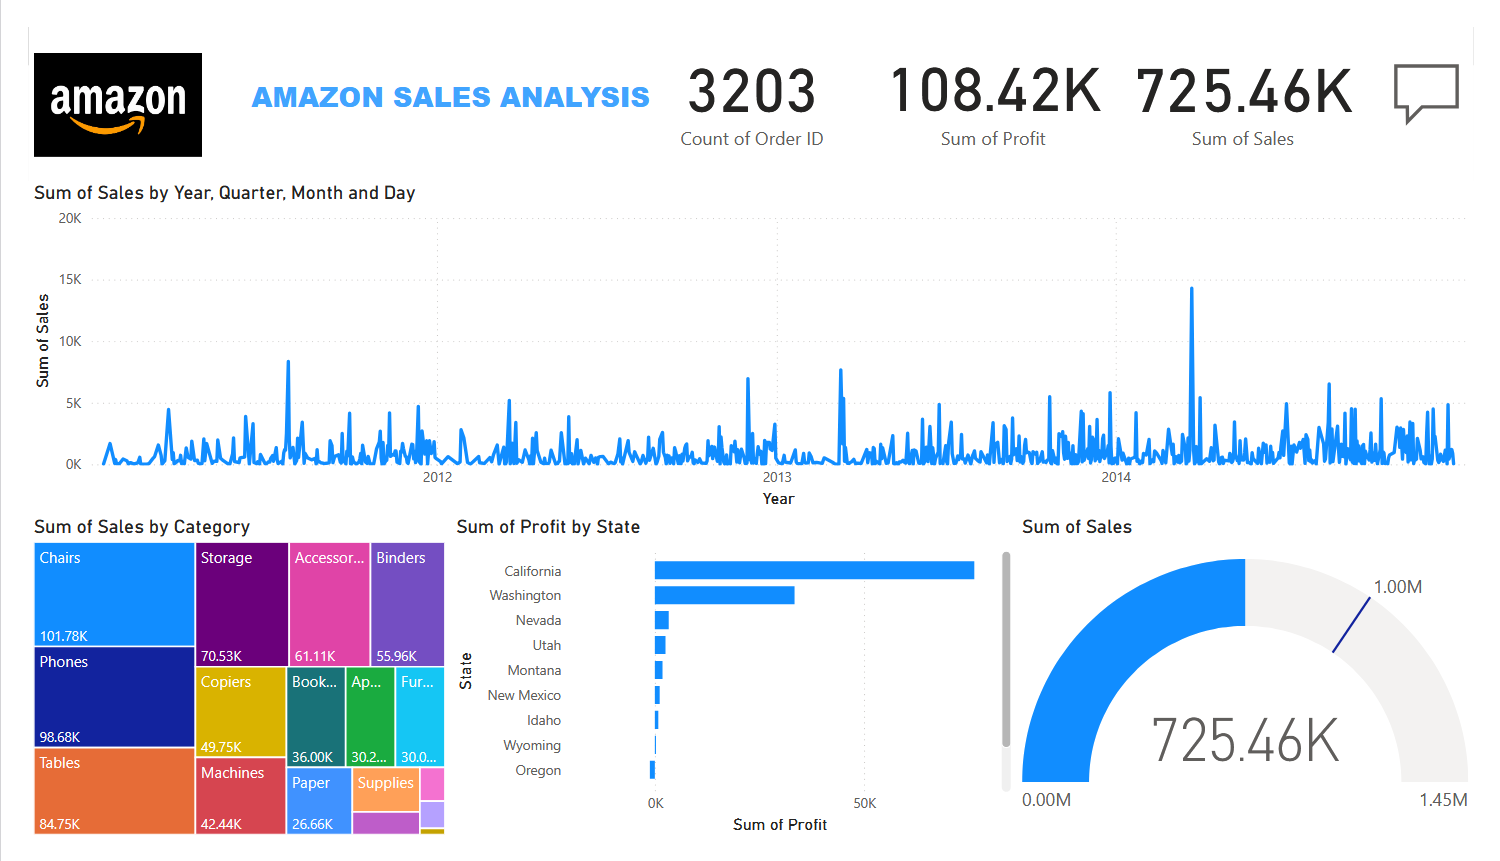 amazon
AMAZON SALES ANALYSIS
3203
Count of Order ID
108.42K
Sum of Profit
725.46K
Sum of Sales
Sum of Sales by Year, Quarter, Month and Day
20K
15K
10K
5K
0K
Sum of Sales
2012
2013
2014
Year
Sum of Sales by Category
Chairs
101.78K
Phones
98.68K
Tables
84.75K
Storage
70.53K
Accessor...
61.11K
Binders
55.96K
Copiers
49.75K
Machines
42.44K
Book...
36.00K
Ap...
30.2...
Fur...
30.0...
Paper
26.66K
Supplies
Sum of Profit by State
State
California
Washington
Nevada
Utah
Montana
New Mexico
Idaho
Wyoming
Oregon
0K
50K
Sum of Profit
Sum of Sales
1.00M
725.46K
0.00M
1.45M